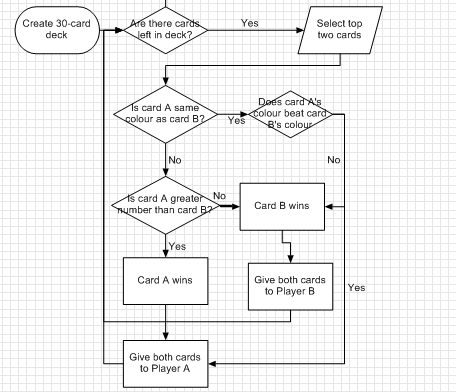 Create 30-card
deck
Are there cards
left in deck?
Yes
Select top
two cards
Is card A same
colour as card B?
Yes
Does card A's
colour beat card
B's colour
No
No
Is card A greater
number than card B?
No
Card B wins
Yes
Card A wins
Give both cards
to Player B
Yes
Give both cards
to Player A